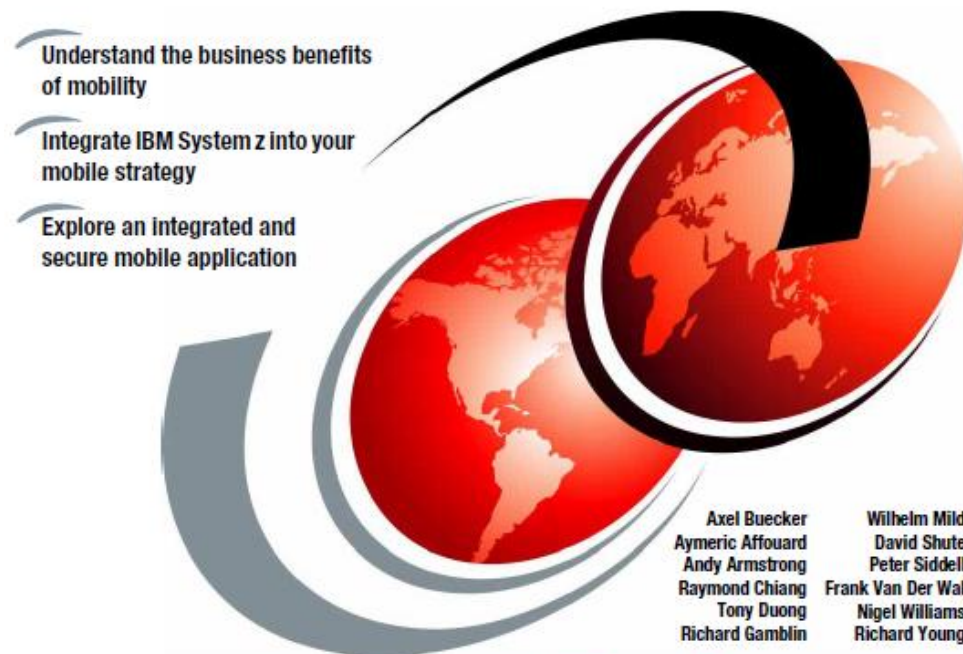 Understand the business benefits
of mobility
Integrate IBM System z into your
mobile strategy
Explore an integrated and
secure mobile application
Axel Buecker
Aymeric Affouard
Andy Armstrong
Raymond Chiang
Tony Duong
Richard Gamblin
Wilhelm Mild
David Shute
Peter Siddell
Frank Van Der Wal
Nigel Williams
Richard Young